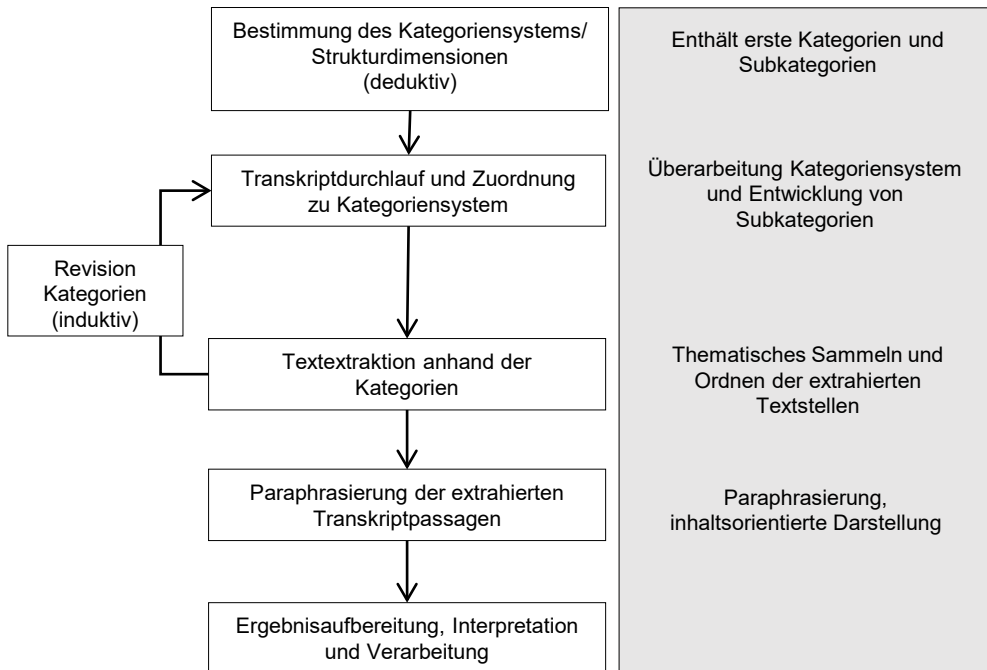 Bestimmung des Kategoriensystems/
Strukturdimensionen
(deduktiv)
Enthält erste Kategorien und
Subkategorien
Transkriptdurchlauf und Zuordnung
zu Kategoriensystem
Überarbeitung Kategoriensystem
und Entwicklung von
Subkategorien
Revision
Kategorien
(induktiv)
Textextraktion anhand der
Kategorien
Thematisches Sammeln und
Ordnen der extrahierten
Textstellen
Paraphrasierung der extrahierten
Transkriptpassagen
Paraphrasierung,
inhaltsorientierte Darstellung
Ergebnisaufbereitung, Interpretation
und Verarbeitung